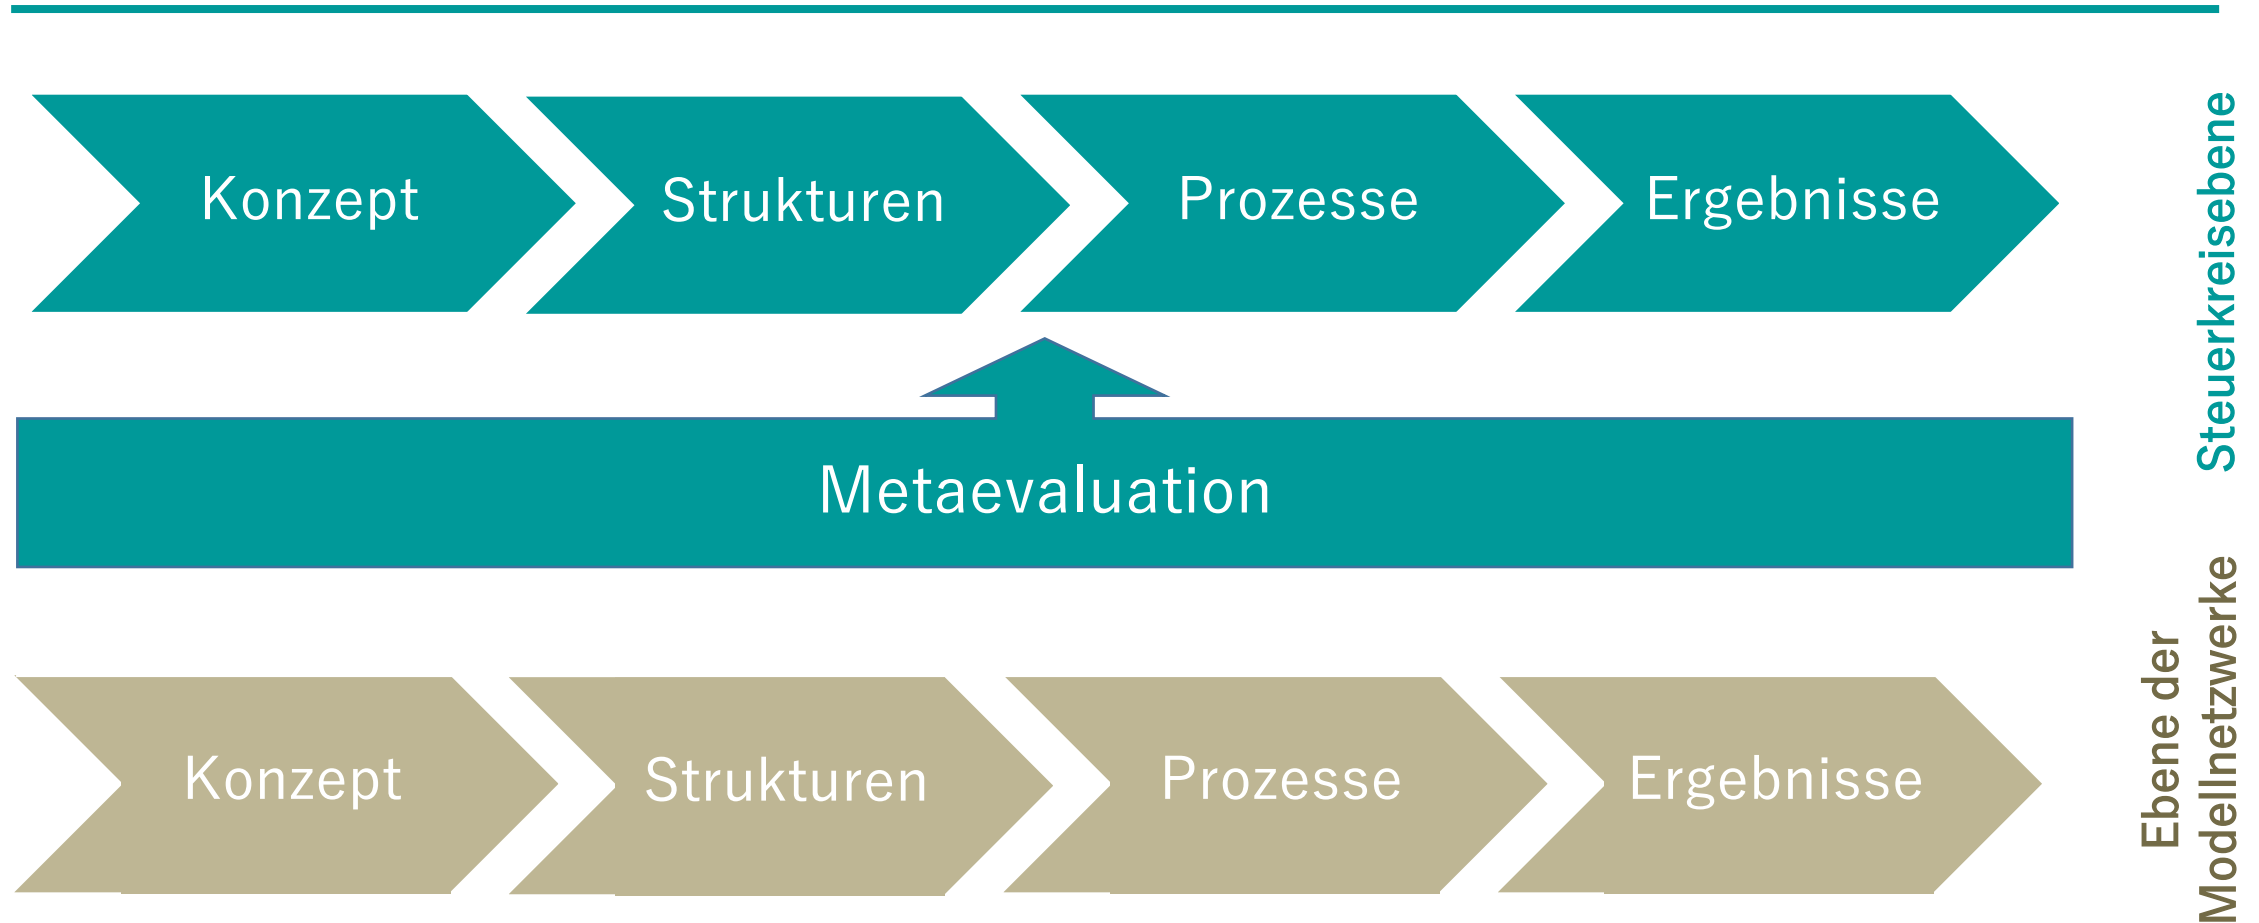 Konzept
Strukturen
Prozesse
Ergebnisse
Steuerkreisebene
Metaevaluation
Konzept
Strukturen
Prozesse
Ergebnisse
Ebene der
Modellnetzwerke